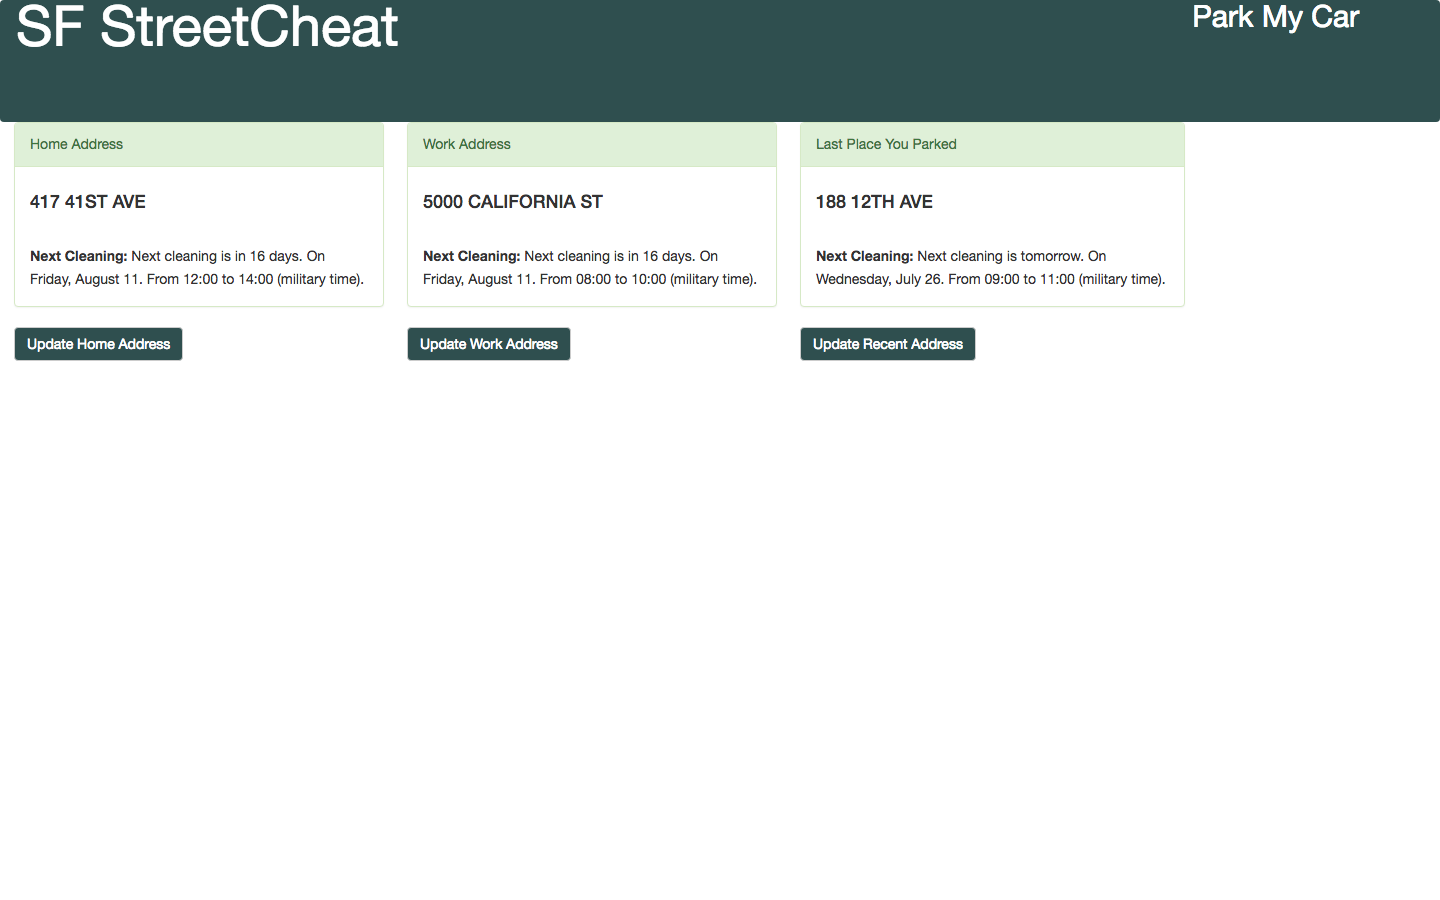 SF StreetCheat
Park My Car
Home Address
417 41ST AVE
Next Cleaning: Next cleaning is in 16 days. On
Friday, August 11. From 12:00 to 14:00 (military time).
Update Home Address
Work Address
5000 CALIFORNIA ST
Next Cleaning: Next cleaning is in 16 days. On
Friday, August 11. From 08:00 to 10:00 (military time).
Update Work Address
Last Place You Parked
188 12TH AVE
Next Cleaning: Next cleaning is tomorrow. On
Wednesday, July 26. From 09:00 to 11:00 (military time).
Update Recent Address